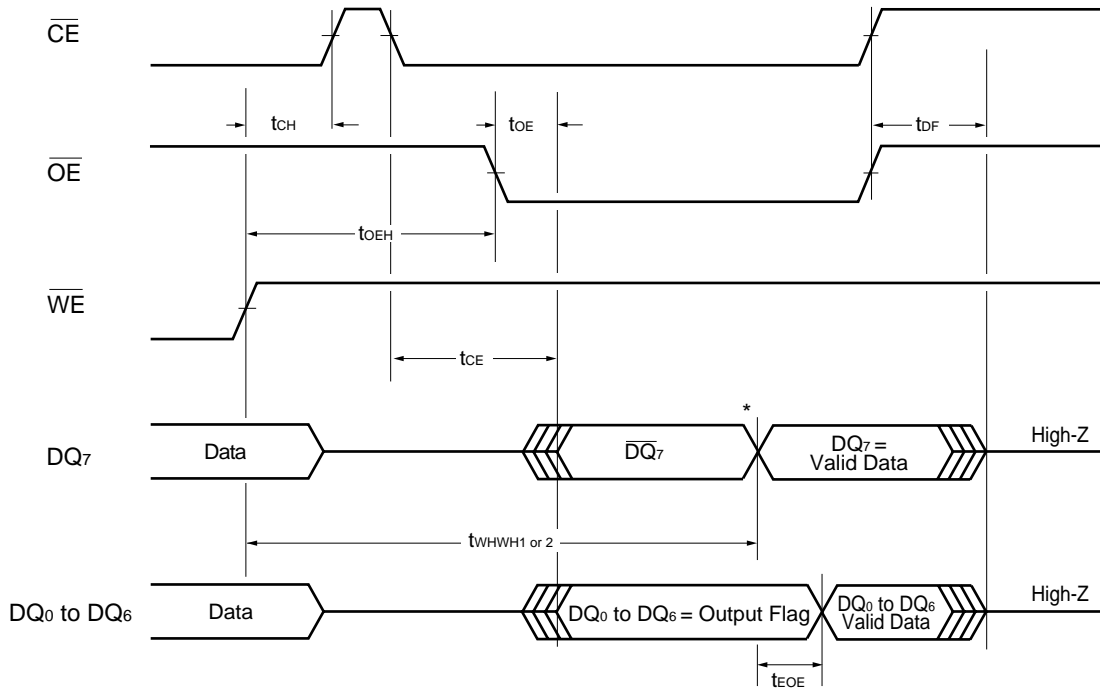 CE
tCH
tOE
tDF
OE
tOEH
WE
tCE
*
DQ7
Data
DQ7
DQ7 =
Valid Data
High-Z
tWHWH1 or 2
DQ0 to DQ6
Data
DQ0 to DQ6 = Output Flag
DQ0 to DQ6
Valid Data
High-Z
tEOE